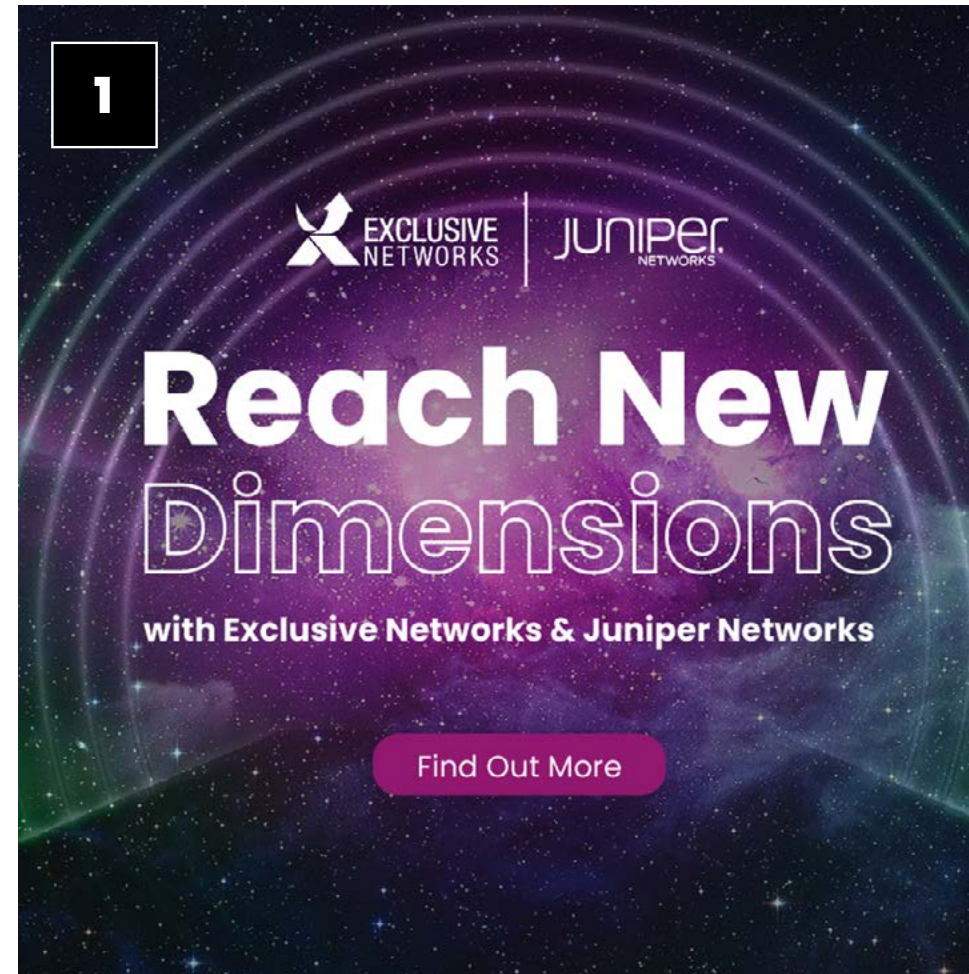 1
EXCLUSIVE
NETWORKS
JUNIPer
NETWORKS
Reach New
Dimensions
with Exclusive Networks & Juniper Networks
Find Out More